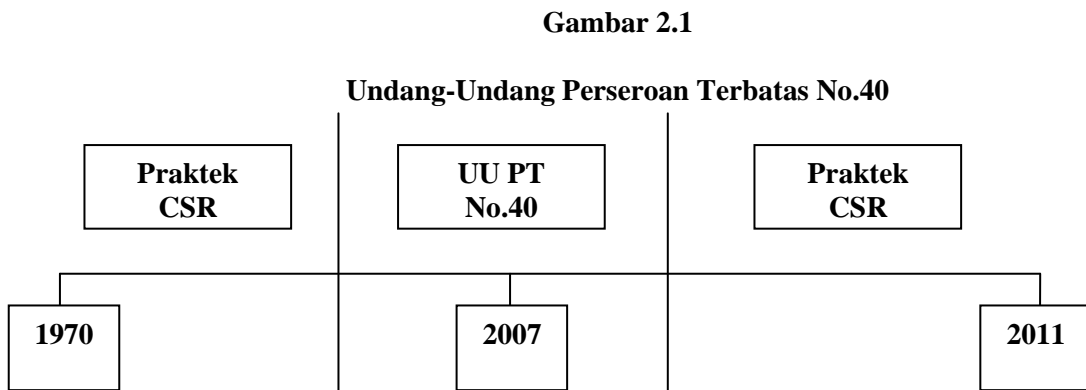 Gambar 2.1
Undang-Undang Perseroan Terbatas No.40
Praktek
CSR
UU PT
No.40
Praktek
CSR
1970
2007
2011